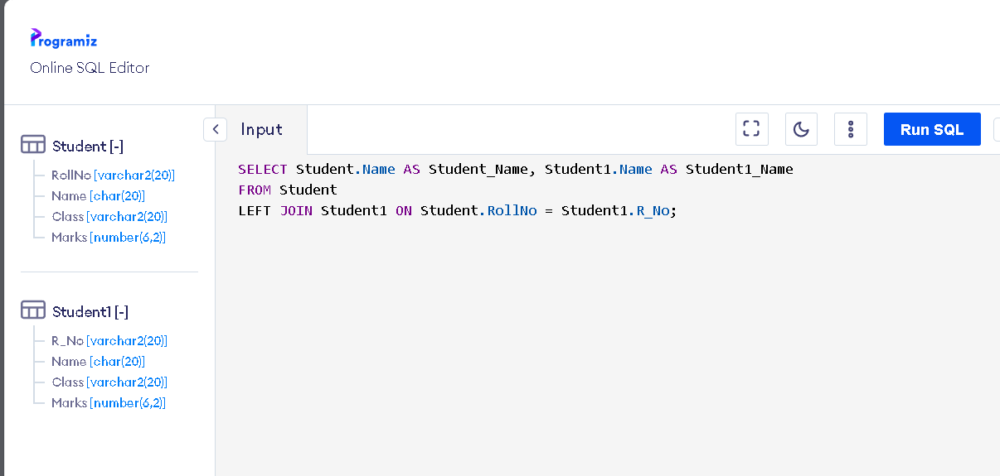 Programiz
Online SQL Editor
Input
Run SQL
Student [-]
RollNo [varchar2(20)]
Name [char(20)]
Class [varchar2(20)]
Marks [number(6,2)]
Student1 [-]
R_No [varchar2(20)]
Name [char(20)]
Class [varchar2(20)]
Marks [number(6,2)]
SELECT Student.Name AS Student_Name, Student1.Name AS Student1_Name
FROM Student
LEFT JOIN Student1 ON Student.RollNo = Student1.R_No;